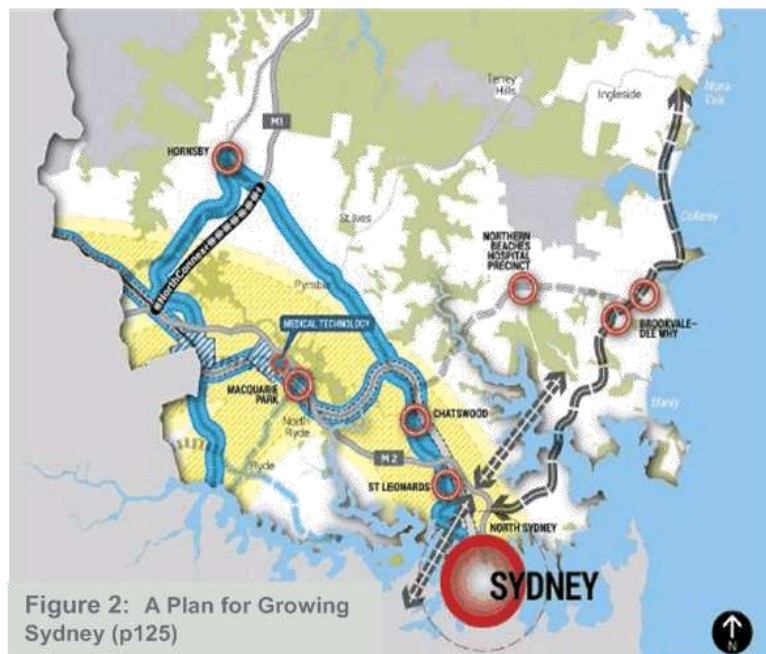 Terrey
Hills
Ingleside
Mona
Vale
M1
HORNSBY
St Ives
Collaroy
NORTHERN
BEACHES
HOSPITAL
PRECINCT
NorthConnex
Pymble
BROOKVALE–
DEE WHY
MEDICAL TECHNOLOGY
MACQUARIE
PARK
CHATSWOOD
Manly
North
Ryde
Ryde
M2
ST LEONARDS
NORTH SYDNEY
SYDNEY
Figure 2: A Plan for Growing
Sydney (p125)
N